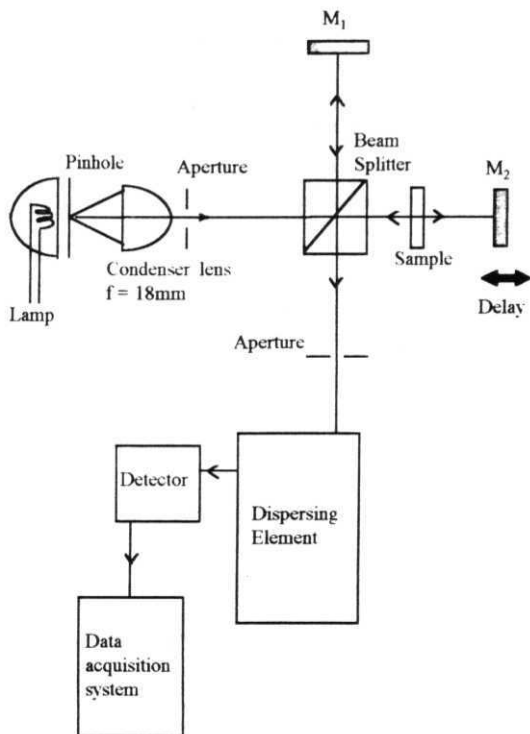 M1
Beam
Splitter
M2
Pinhole
Aperture
Sample
Condenser lens
f = 18mm
Lamp
Delay
Aperture
Detector
Dispersing
Element
Data
acquisition
system